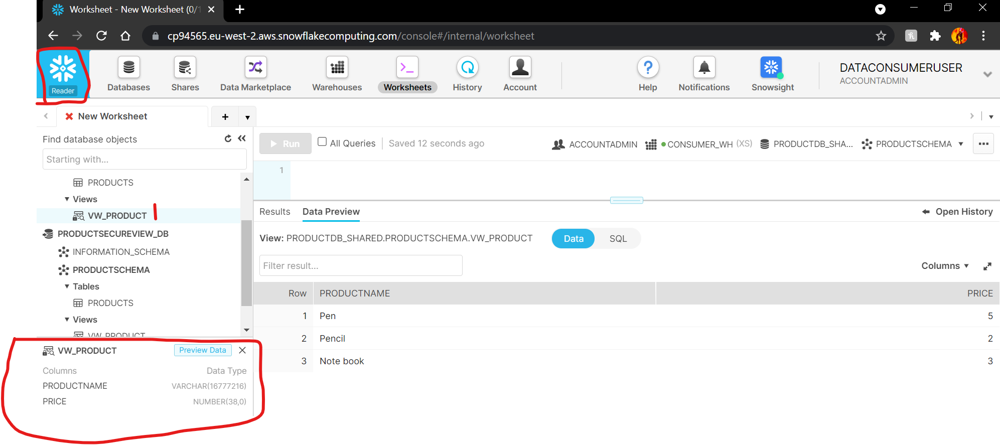 Worksheet - New Worksheet (0/1
cp94565.eu-west-2.aws.snowflakecomputing.com/console#/internal/worksheet
Reader
Databases
Shares
Data Marketplace
Warehouses
Worksheets
History
Account
Help
Notifications
Snowsight
DATACONSUMERUSER
ACCOUNTADMIN
New Worksheet
Find database objects
Starting with...
PRODUCTS
Views
VW_PRODUCT
PRODUCTSECUREVIEW_DB
INFORMATION_SCHEMA
PRODUCTSCHEMA
Tables
PRODUCTS
Views
VW_PRODUCT
VW_PRODUCT Preview Data
Columns Data Type
PRODUCTNAME VARCHAR(16777216)
PRICE NUMBER(38,0)
Run All Queries Saved 12 seconds ago ACCOUNTADMIN CONSUMER_WH (XS) PRODUCTDB_SHA... PRODUCTSCHEMA
1
Results Data Preview Open History
View: PRODUCTDB_SHARED.PRODUCTSCHEMA.VW_PRODUCT Data SQL
Filter result... Columns
Row PRODUCTNAME PRICE
1 Pen 5
2 Pencil 2
3 Note book 3